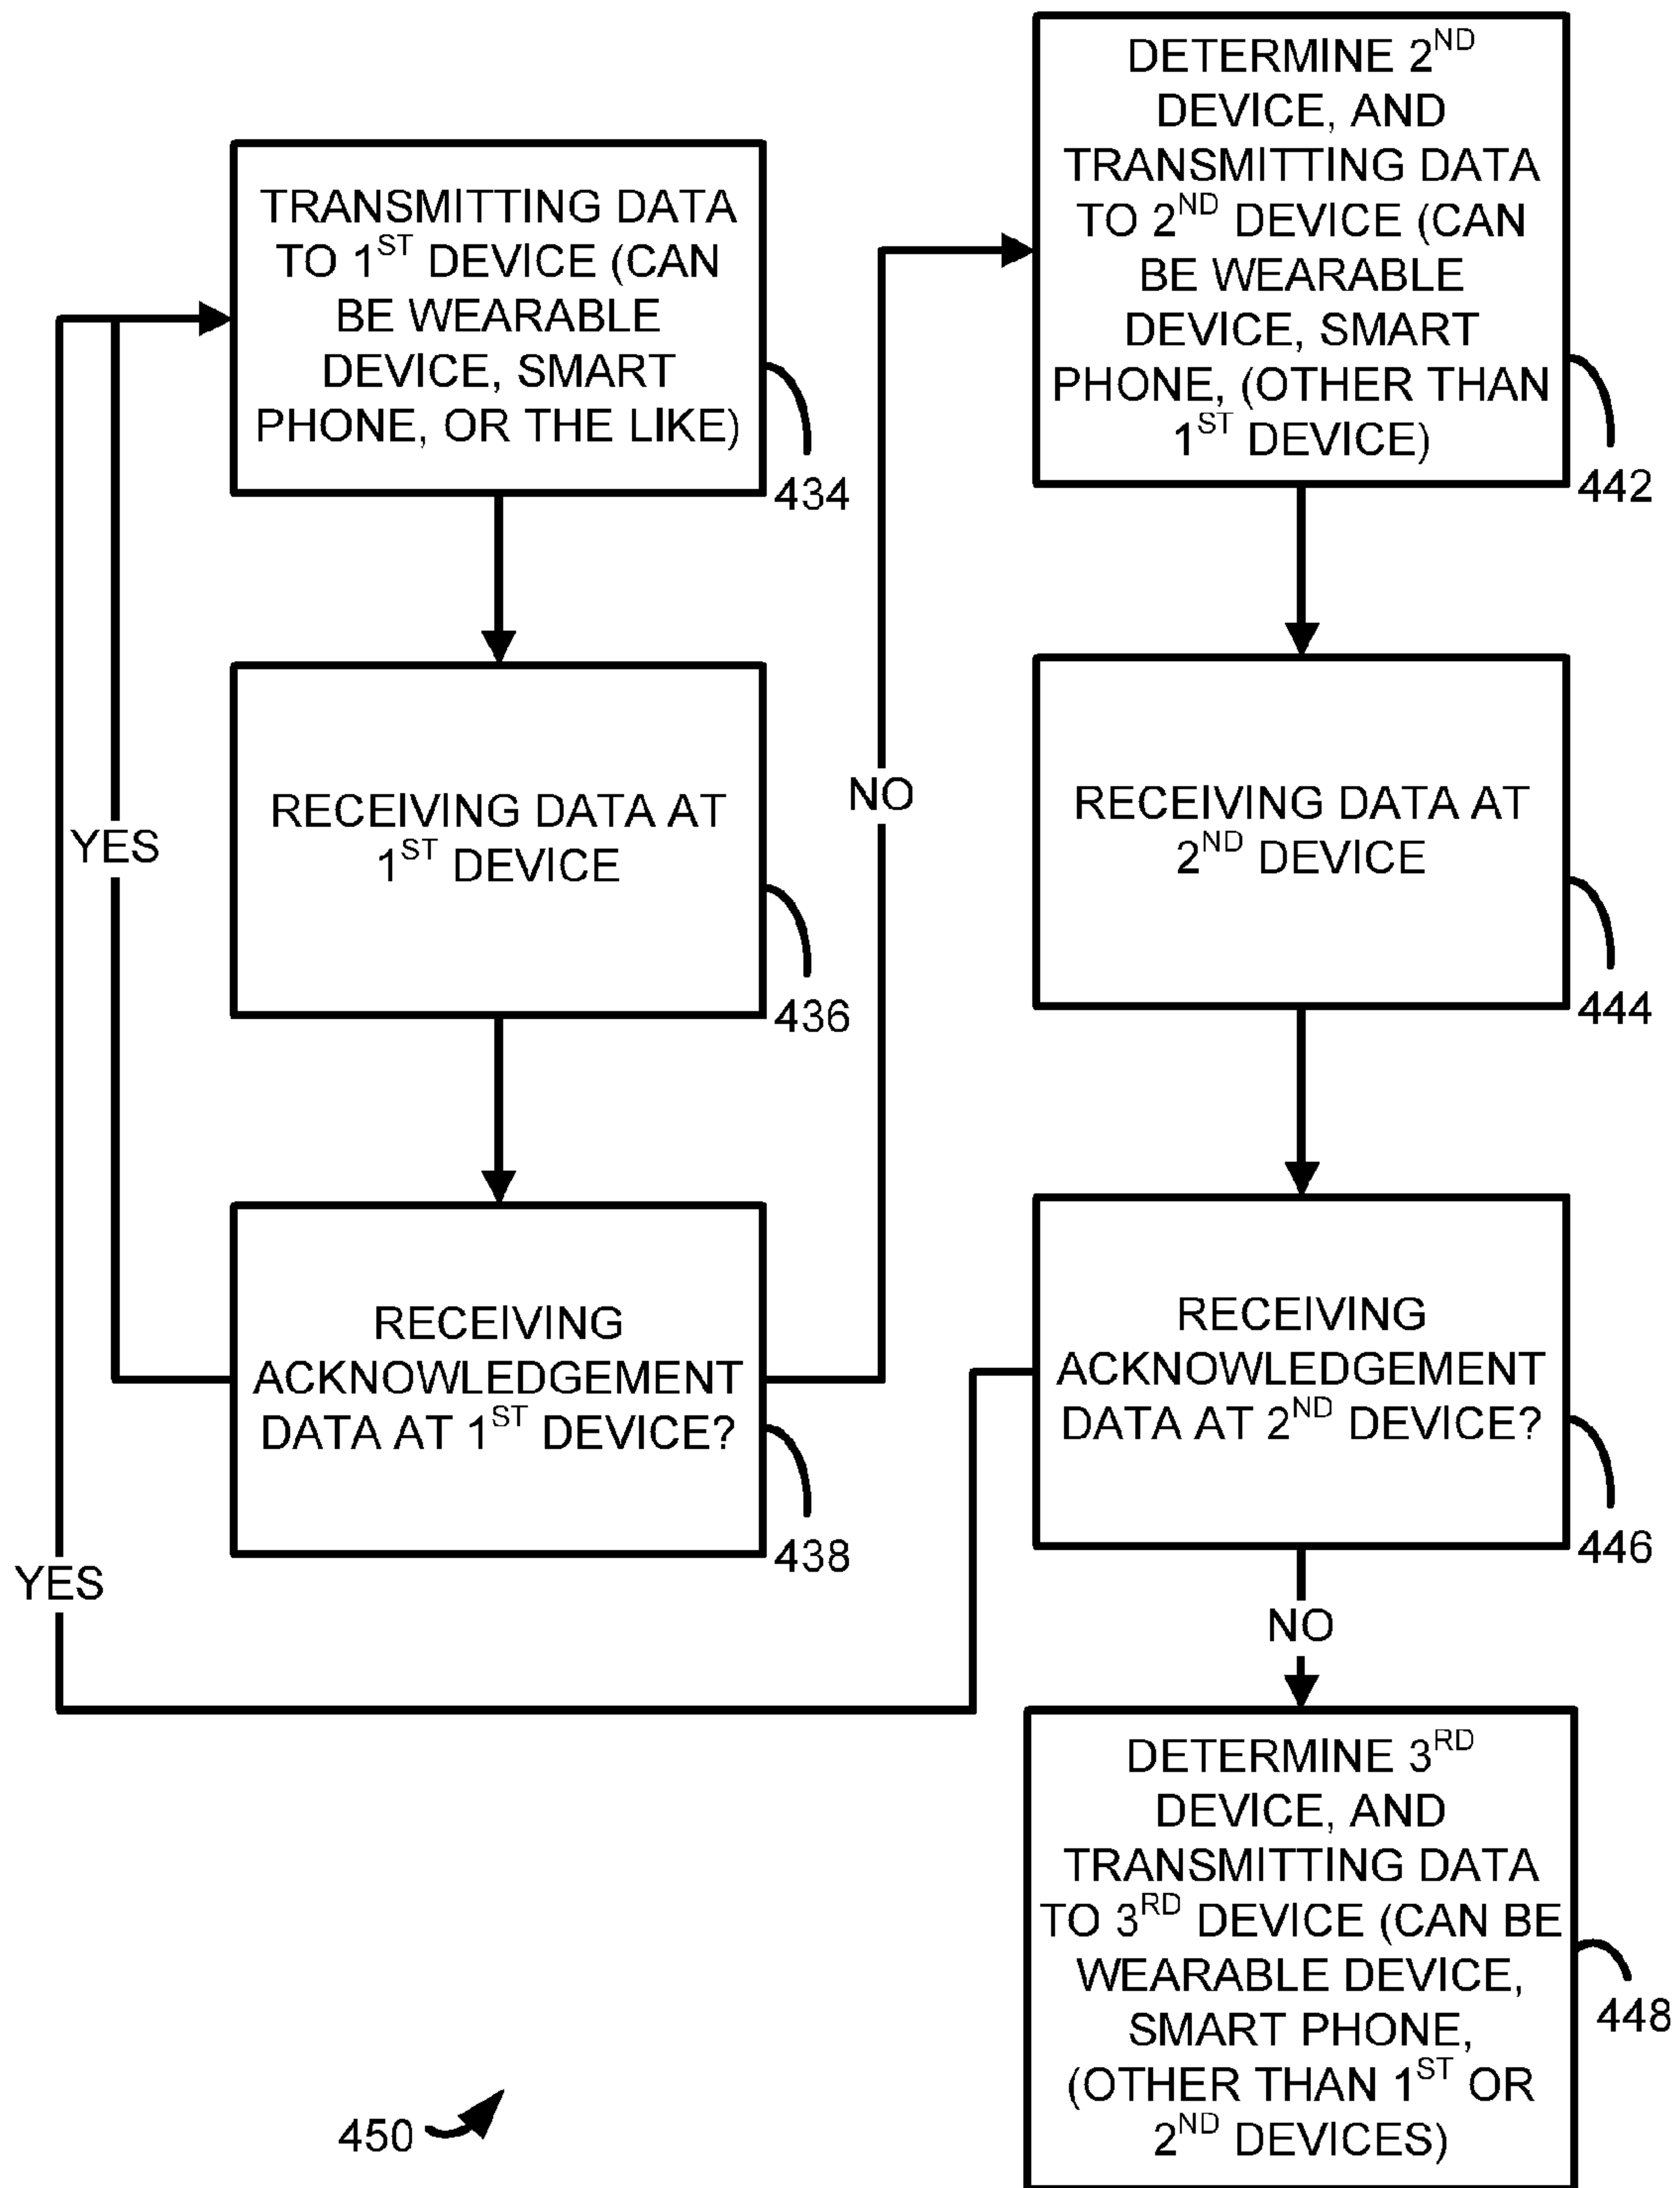 TRANSMITTING DATA
TO 1ST DEVICE (CAN
BE WEARABLE
DEVICE, SMART
PHONE, OR THE LIKE)
434
RECEIVING DATA AT
1ST DEVICE
436
RECEIVING
ACKNOWLEDGEMENT
DATA AT 1ST DEVICE?
438
YES
YES
NO
DETERMINE 2ND
DEVICE, AND
TRANSMITTING DATA
TO 2ND DEVICE (CAN
BE WEARABLE
DEVICE, SMART
PHONE, (OTHER THAN
1ST DEVICE)
442
RECEIVING DATA AT
2ND DEVICE
444
RECEIVING
ACKNOWLEDGEMENT
DATA AT 2ND DEVICE?
446
NO
DETERMINE 3RD
DEVICE, AND
TRANSMITTING DATA
TO 3RD DEVICE (CAN BE
WEARABLE DEVICE,
SMART PHONE,
(OTHER THAN 1ST OR
2ND DEVICES)
448
450